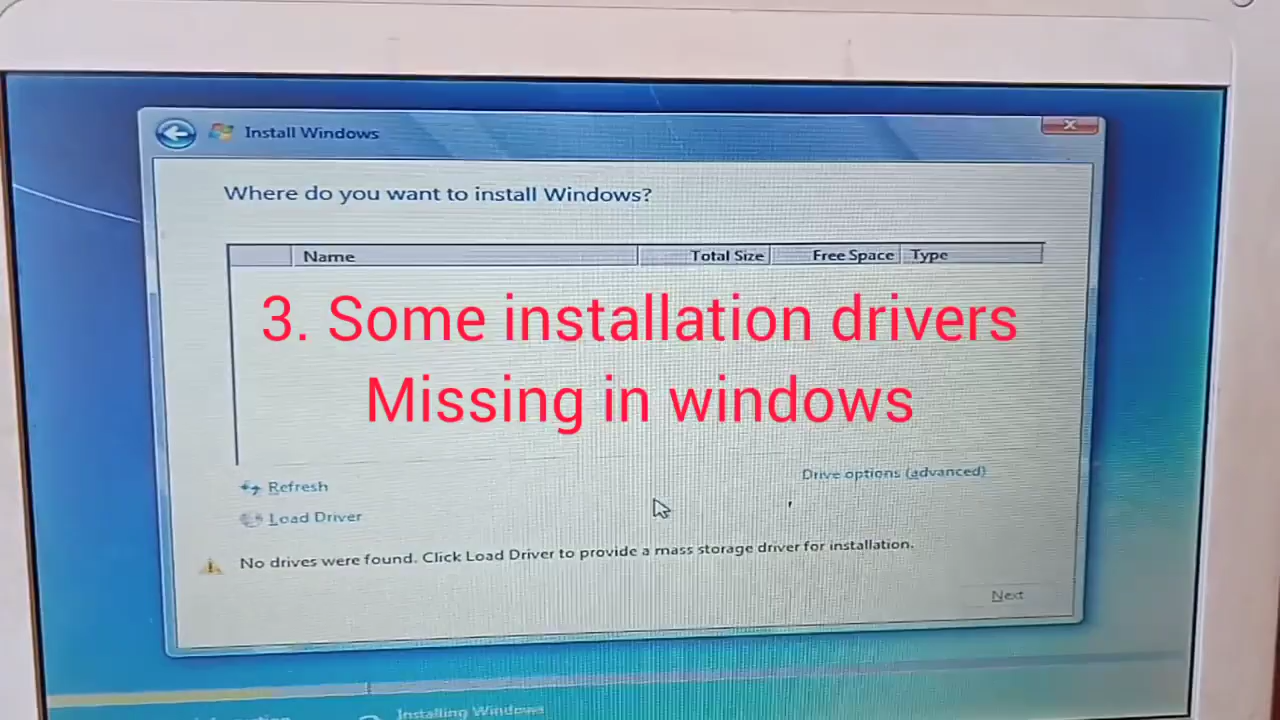 Install Windows
Where do you want to install Windows?
Name Total Size Free Space Type
3. Some installation drivers
Missing in windows
Refresh
Drive options (advanced)
Load Driver
No drives were found. Click Load Driver to provide a mass storage driver for installation.
Next
Installing Windows